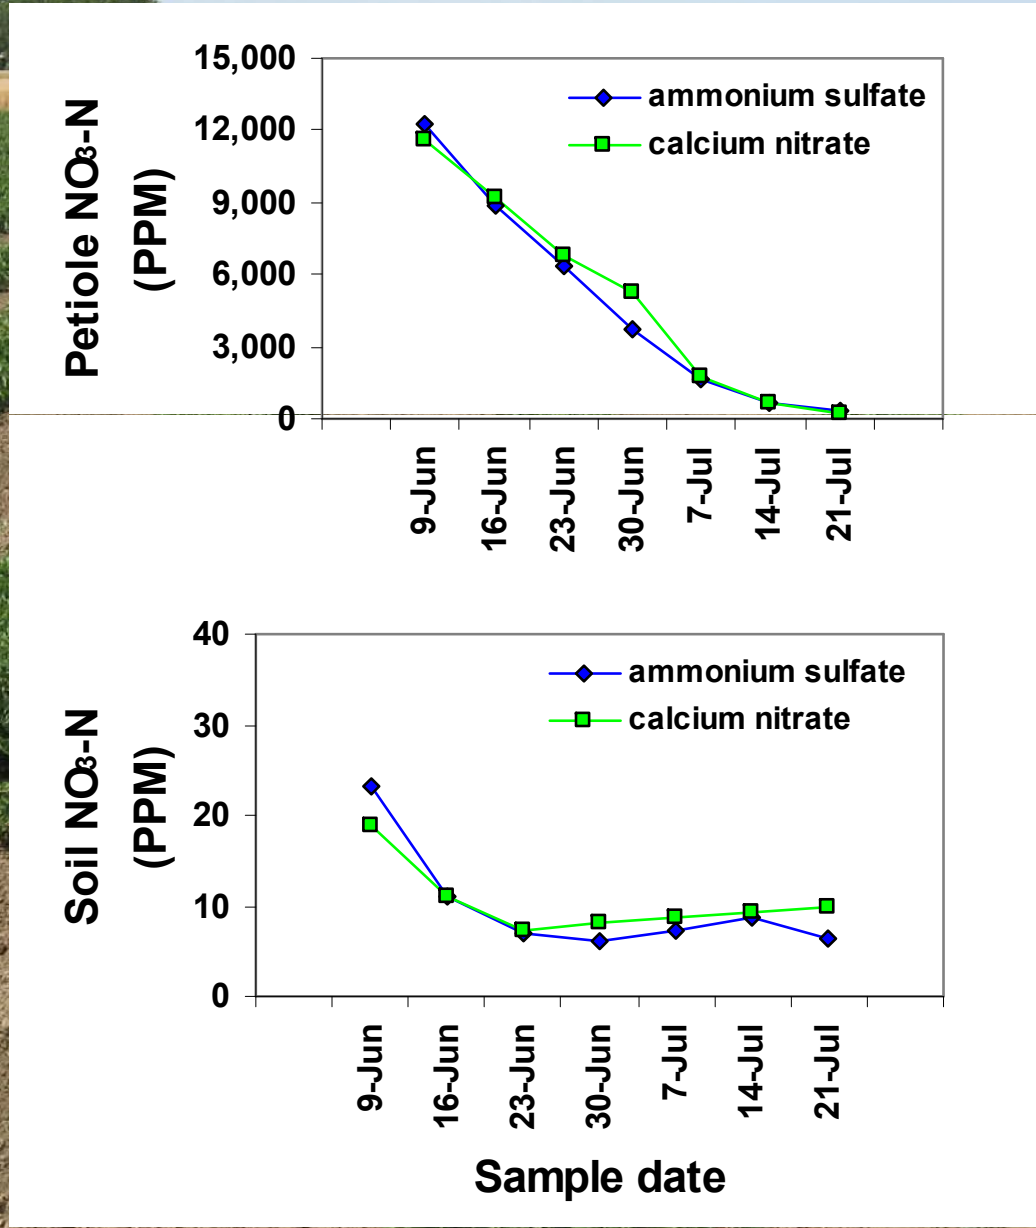 Petiole NO3-N
(PPM)
15,000
12,000
9,000
6,000
3,000
0
ammonium sulfate
calcium nitrate
9-Jun
16-Jun
23-Jun
30-Jun
7-Jul
14-Jul
21-Jul
Soil NO3-N
(PPM)
40
30
20
10
0
ammonium sulfate
calcium nitrate
9-Jun
16-Jun
23-Jun
30-Jun
7-Jul
14-Jul
21-Jul
Sample date